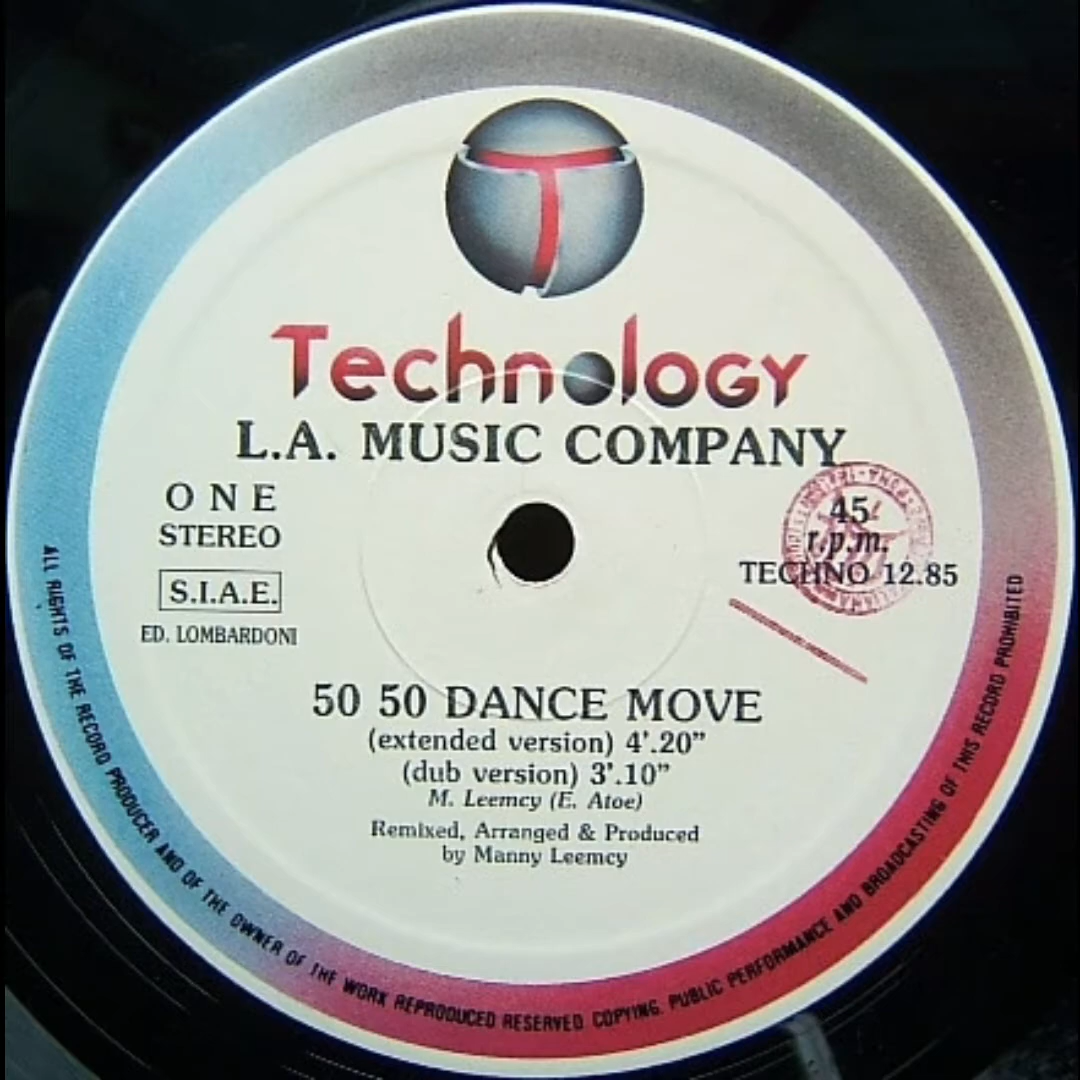 T
Technology
L.A. MUSIC COMPANY
ONE
STEREO
S.I.A.E.
ED. LOMBARDONI
45
r.p.m.
TECHNO 12.85
50 50 DANCE MOVE
(extended version) 4'.20"
(dub version) 3'.10"
M. Leemcy (E. Atoe)
Remixed, Arranged & Produced
by Manny Leemcy
ALL RIGHTS OF THE RECORD PRODUCER AND OF THE OWNER OF THE WORK REPRODUCED RESERVED. COPYING. PUBLIC PERFORMANCE AND BROADCASTING OF THIS RECORD PROHIBITED